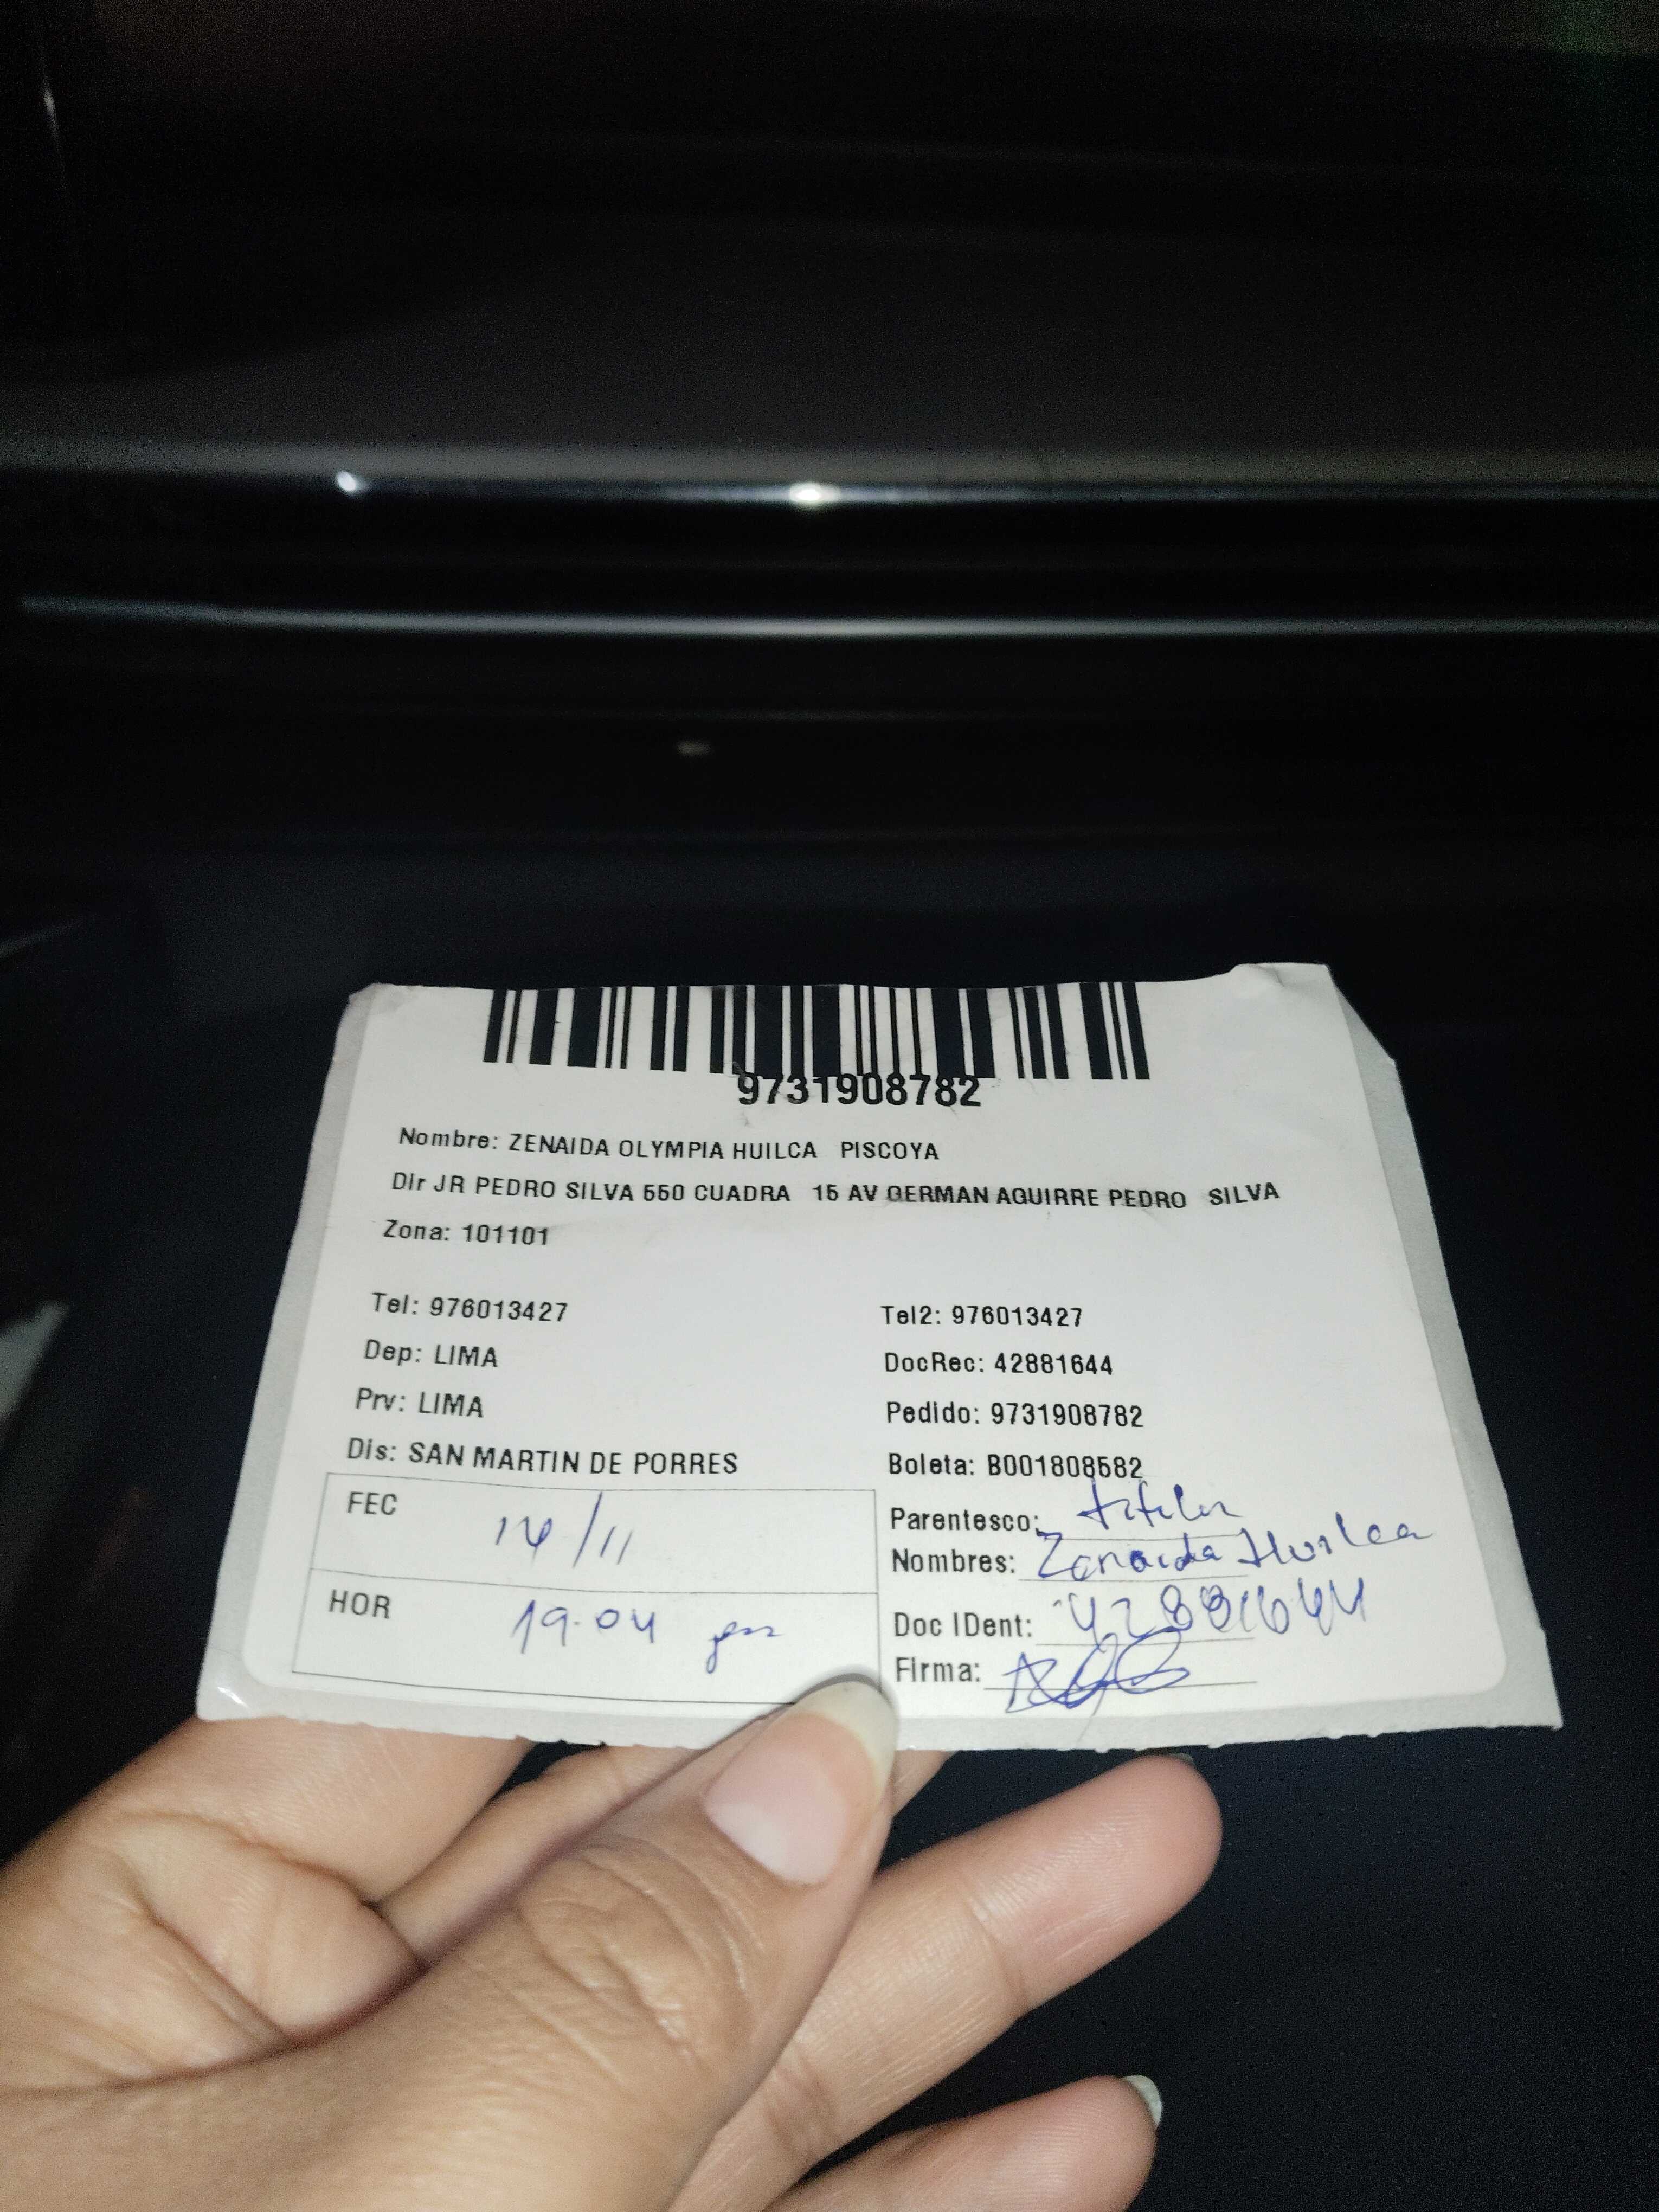 9731908782
Nombre: ZENAIDA OLYMPIA HUILCA PISCOYA
Dir JR PEDRO SILVA 550 CUADRA 15 AV GERMAN AGUIRRE PEDRO SILVA
Zona: 101101
Tel: 976013427 Tel2: 976013427
Dep: LIMA DocRec: 42881644
Prv: LIMA Pedido: 9731908782
Dis: SAN MARTIN DE PORRES Boleta: B001808582
FEC 14/11 Parentesco: titular
Nombres: Zenaida Huilca
HOR 19:04 pm Doc IDent: 42881644
Firma: